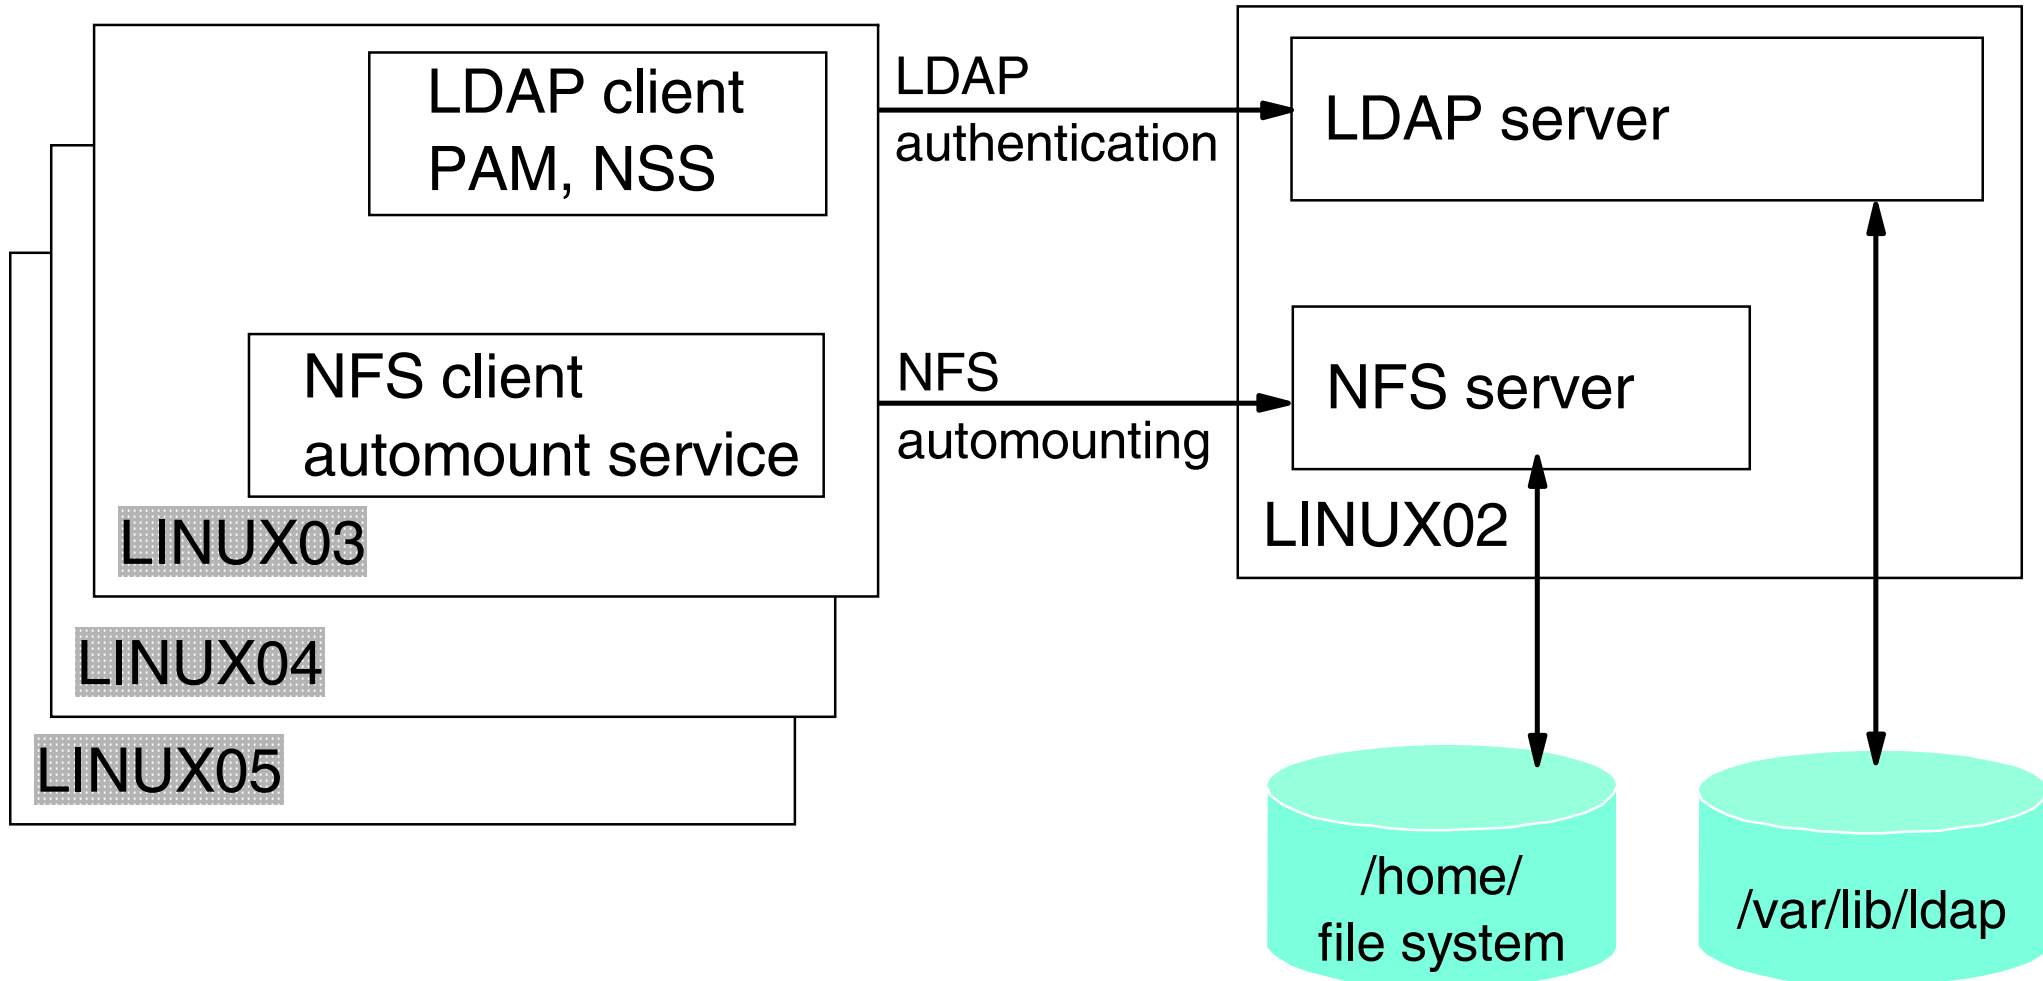 LDAP client
PAM, NSS
NFS client
automount service
LINUX03
LINUX04
LINUX05
LDAP
authentication
NFS
automounting
LDAP server
NFS server
LINUX02
/home/
file system
/var/lib/ldap